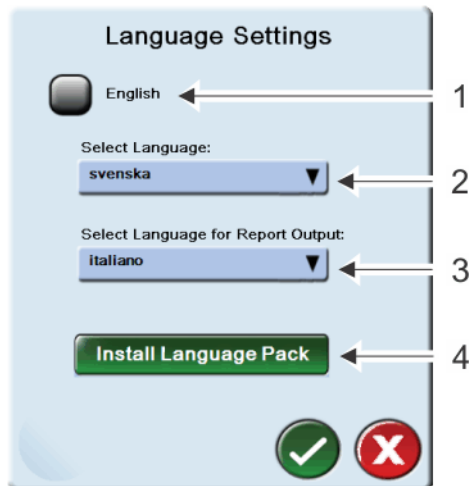 Language Settings
English
1
Select Language:
svenska
2
Select Language for Report Output:
italiano
3
Install Language Pack
4